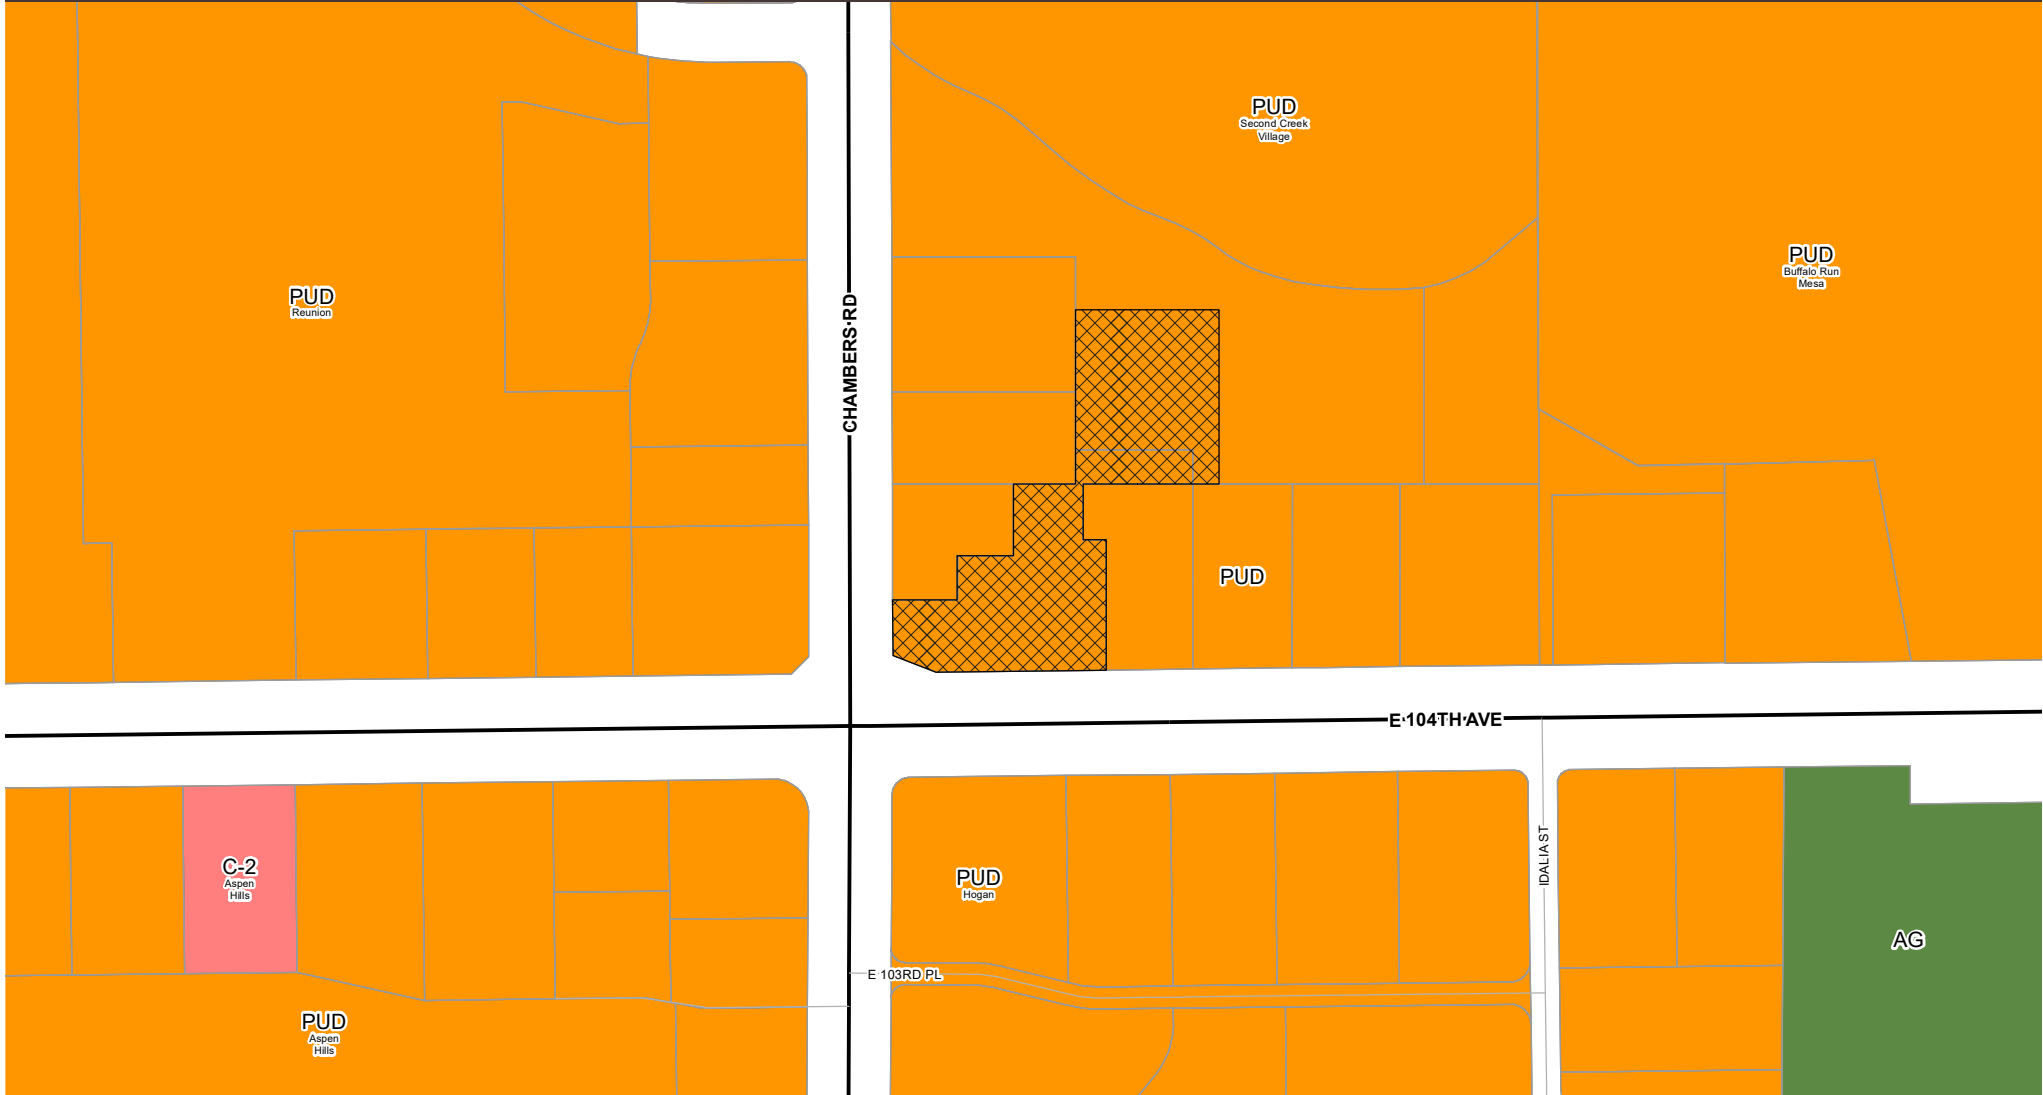 PUD
Second Creek
Village
PUD
Buffalo Run
Mesa
PUD
Reunion
CHAMBERS RD
PUD
E 104TH AVE
C-2
Aspen
Hills
PUD
Hogan
IDALIA ST
AG
E 103RD PL
PUD
Aspen
Hills